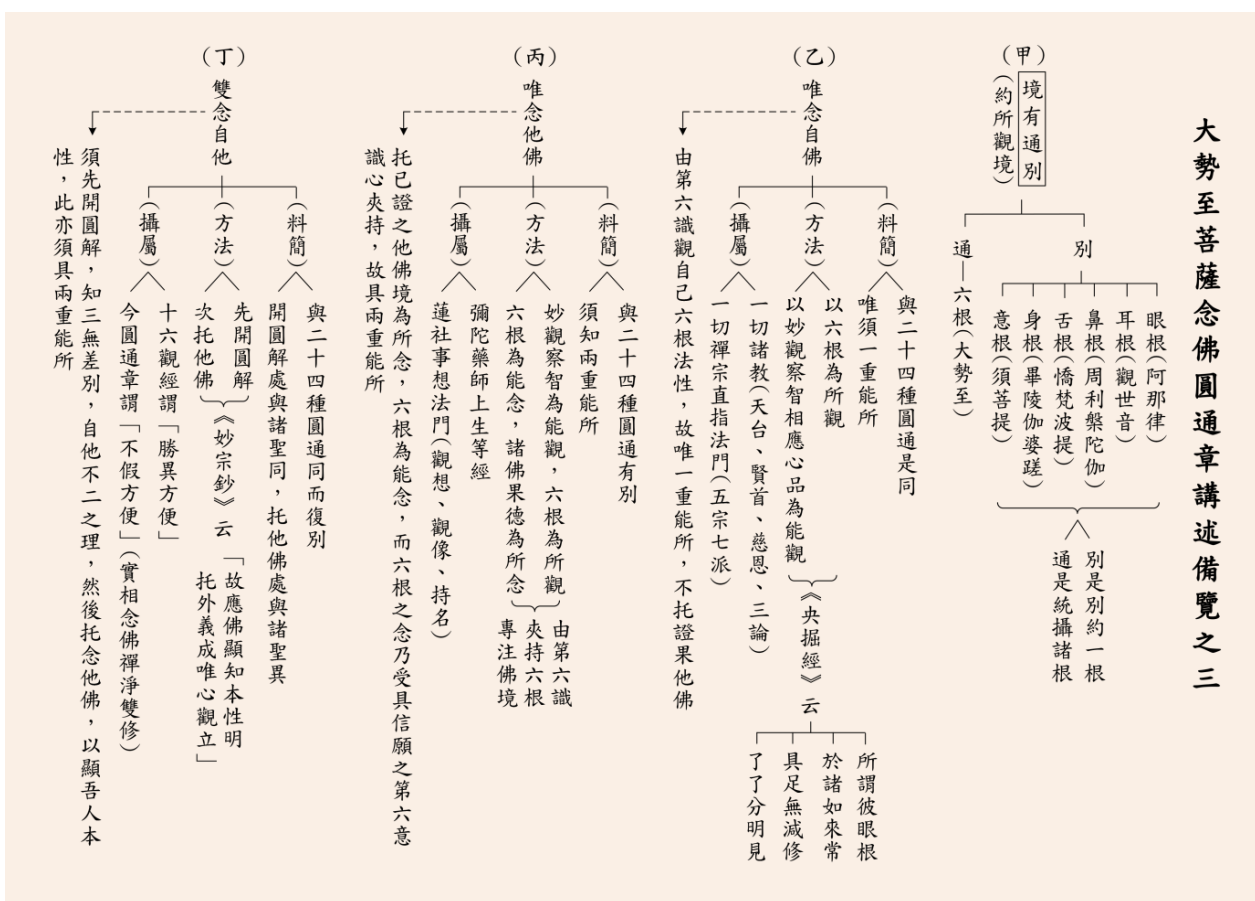 大勢至菩薩念佛圓通章講述備覽之三
（甲）
境有通別
（約所觀境）
別
眼根（阿那律）
耳根（觀世音）
鼻根（周利槃陀伽）
舌根（憍梵波提）
身根（畢陵伽婆蹉）
意根（須菩提）
別是別約一根
通是統攝諸根
通—六根（大勢至）
（乙）
唯念自佛
（料簡）
與二十四種圓通是同
唯須一重能所
（方法）
以六根為所觀
以妙觀察智相應心品為能觀
《央掘經》云
所謂彼眼根
於諸如來常
具足無減修
了了分明見
（攝屬）
一切諸教（天台、賢首、慈恩、三論）
一切禪宗直指法門（五宗七派）
由第六識觀自己六根法性，故唯一重能所，不托證果他佛
（丙）
唯念他佛
（料簡）
與二十四種圓通有別
須知兩重能所
（方法）
妙觀察智為能觀，六根為所觀
六根為能念，諸佛果德為所念
由第六識
夾持六根
專注佛境
（攝屬）
彌陀藥師上生等經
蓮社事想法門（觀想、觀像、持名）
托已證之他佛境為所念，六根為能念，而六根之念乃受具信願之第六意
識心夾持，故具兩重能所
（丁）
雙念自他
（料簡）
與二十四種圓通同而復別
開圓解處與諸聖同，托他佛處與諸聖異
（方法）
先開圓解
次托他佛
《妙宗鈔》云
「故應佛顯知本性明
托外義成唯心觀立」
（攝屬）
十六觀經謂「勝異方便」
今圓通章謂「不假方便」（實相念佛禪淨雙修）
須先開圓解，知三無差別，自他不二之理，然後托念他佛，以顯吾人本
性，此亦須具兩重能所